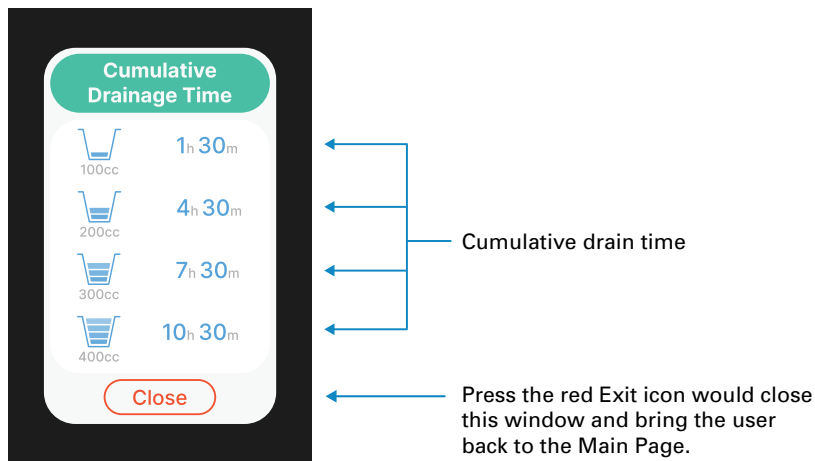 Cumulative
Drainage Time
1h 30m
100cc
4h 30m
200cc
7h 30m
300cc
10h 30m
400cc
Close
Cumulative drain time
Press the red Exit icon would close
this window and bring the user
back to the Main Page.